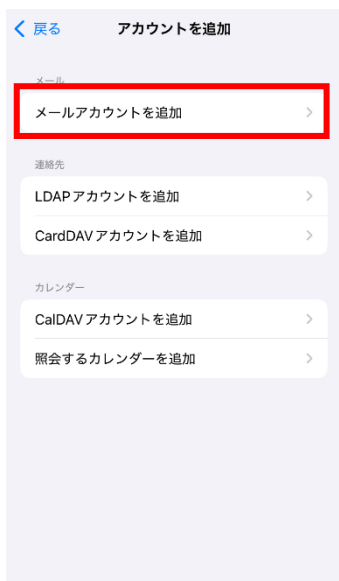 戻る アカウントを追加
メール
メールアカウントを追加
連絡先
LDAPアカウントを追加
CardDAVアカウントを追加
カレンダー
CalDAVアカウントを追加
照会するカレンダーを追加